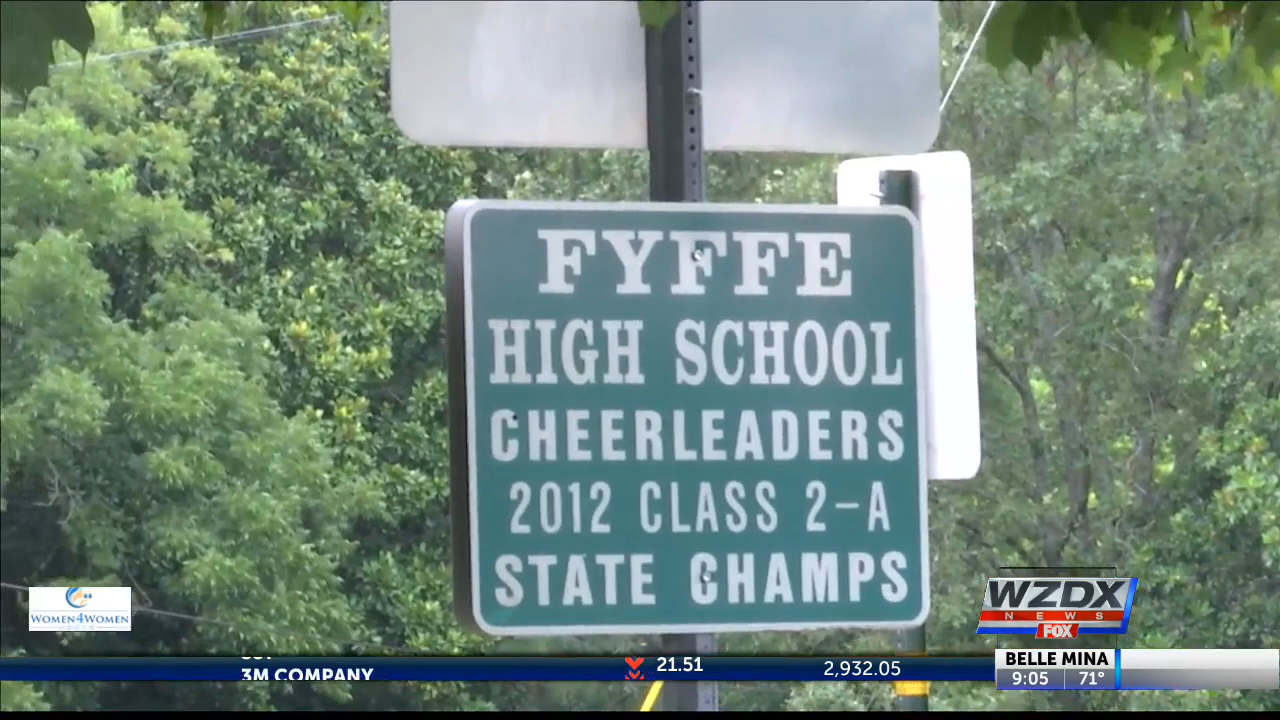 FYFFE
HIGH SCHOOL
CHEERLEADERS
2012 CLASS 2-A
STATE CHAMPS
WOMEN4WOMEN
WZDX
NEWS
FOX
3M COMPANY
21.51
2,932.05
BELLE MINA
9:05 71°